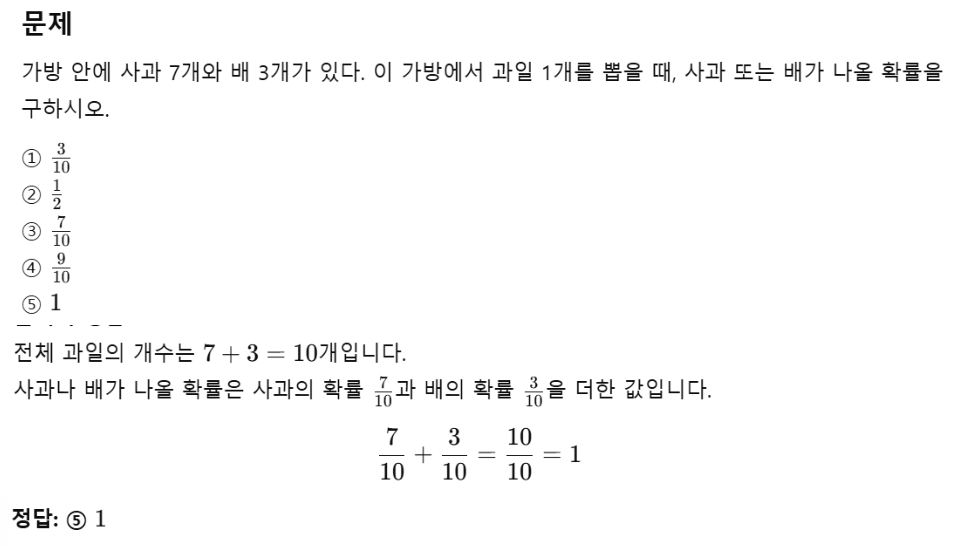 문제
가방 안에 사과 7개와 배 3개가 있다. 이 가방에서 과일 1개를 뽑을 때, 사과 또는 배가 나올 확률을
구하시오.
① 3/10
② 1/2
③ 7/10
④ 9/10
⑤ 1
전체 과일의 개수는 7 + 3 = 10개입니다.
사과나 배가 나올 확률은 사과의 확률 7/10과 배의 확률 3/10을 더한 값입니다.
7/10 + 3/10 = 10/10 = 1
정답: ⑤ 1